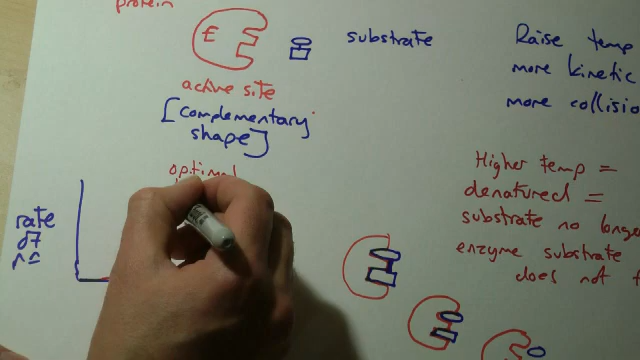 protein
E
substrate
active site
[complementary
shape]
optimal
rate
of
Raise temp
more kinetic
more collisio
Higher temp =
denatured =
substrate no longe
enzyme substrate
does not f